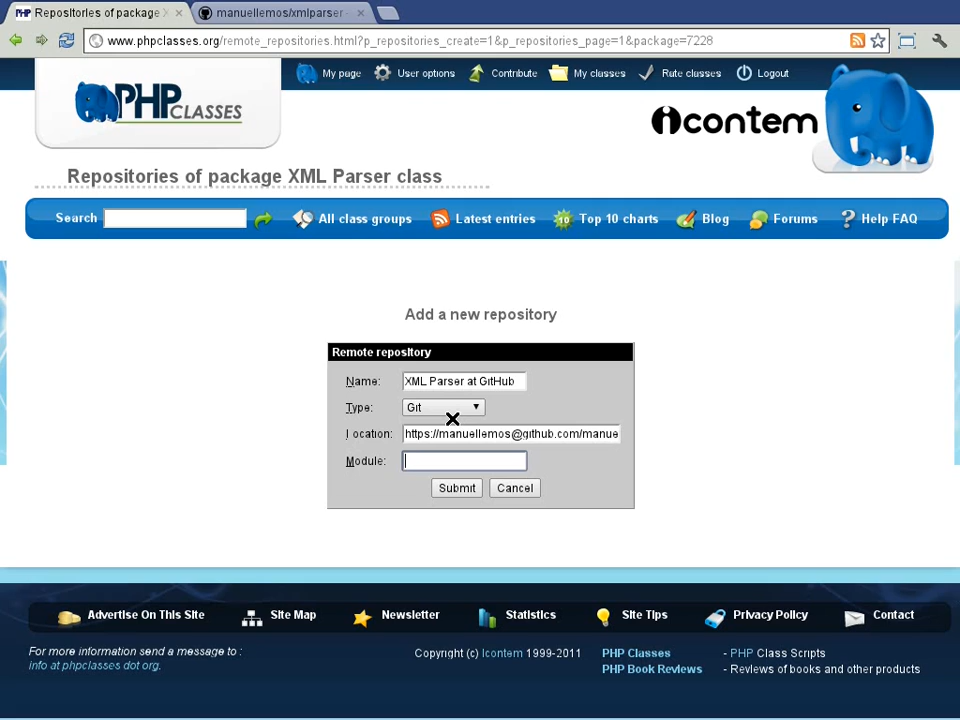 PHP Repositories of package X
manuellemos/xmlparser
www.phpclasses.org/remote_repositories.html?p_repositories_create=1&p_repositories_page=1&package=7228
My page User options Contribute My classes Rate classes Logout
PHP CLASSES
icontem
Repositories of package XML Parser class
Search All class groups Latest entries 10 Top 10 charts Blog Forums ? Help FAQ
Add a new repository
Remote repository
Name: XML Parser at GitHub
Type: Git
Location: https://manuellemos@github.com/manue
Module:
Submit Cancel
Advertise On This Site Site Map Newsletter Statistics Site Tips Privacy Policy Contact
For more information send a message to :
info at phpclasses dot org.
Copyright (c) Icontem 1999-2011
PHP Classes - PHP Class Scripts
PHP Book Reviews - Reviews of books and other products